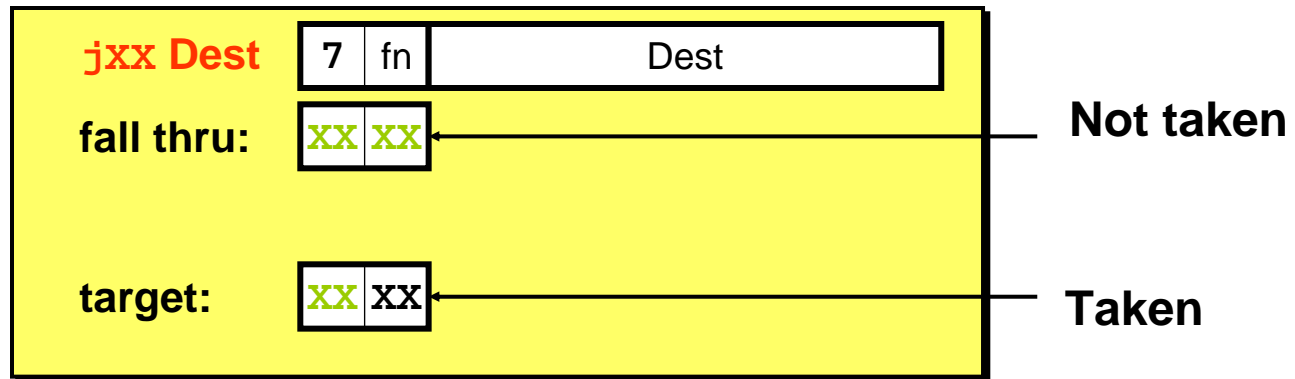 jXX Dest 7 fn Dest
fall thru: XX XX Not taken
target: XX XX Taken